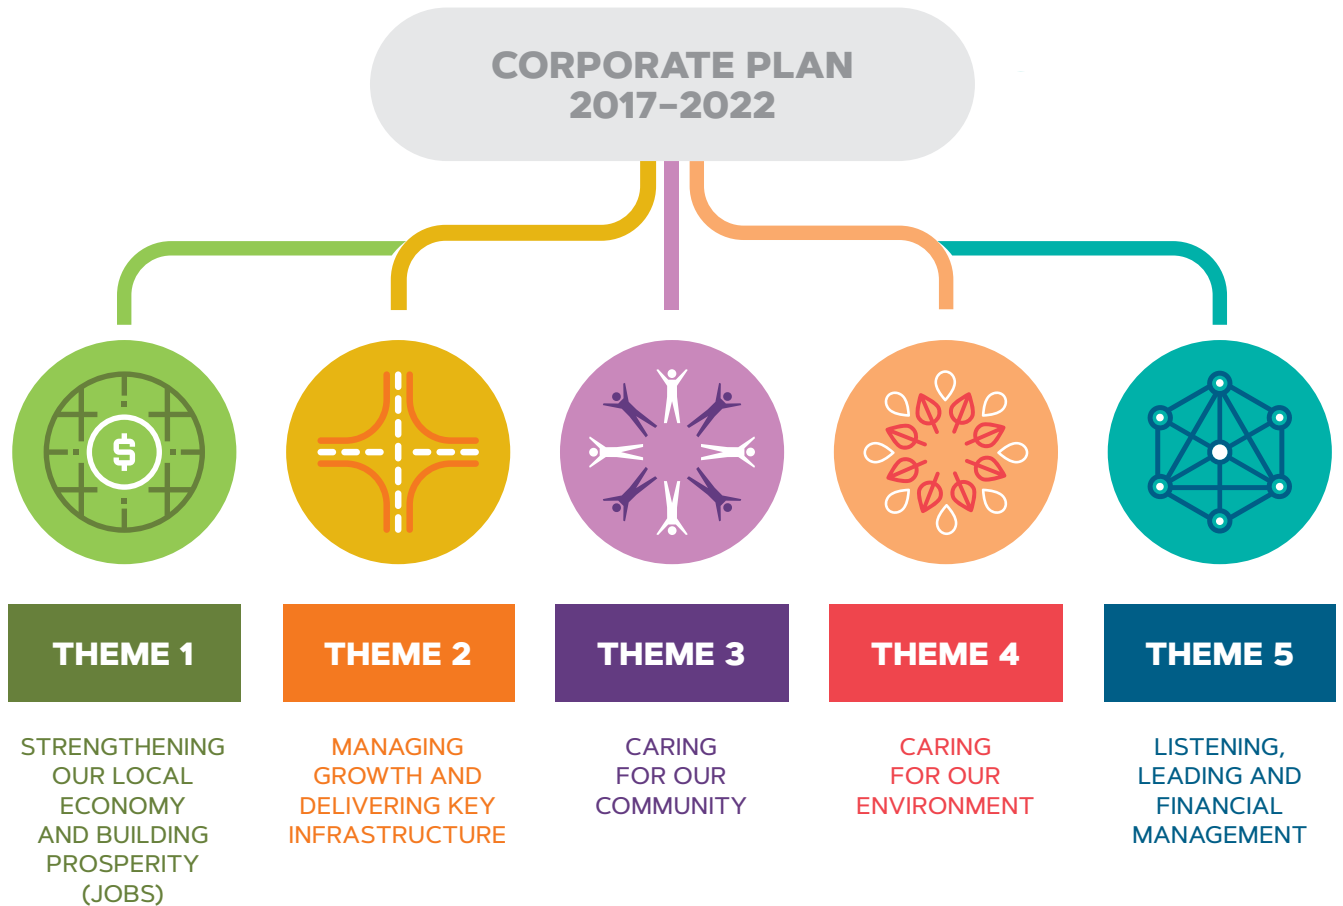 CORPORATE PLAN
2017–2022
$
THEME 1
STRENGTHENING
OUR LOCAL
ECONOMY
AND BUILDING
PROSPERITY
(JOBS)
THEME 2
MANAGING
GROWTH AND
DELIVERING KEY
INFRASTRUCTURE
THEME 3
CARING
FOR OUR
COMMUNITY
THEME 4
CARING
FOR OUR
ENVIRONMENT
THEME 5
LISTENING,
LEADING AND
FINANCIAL
MANAGEMENT